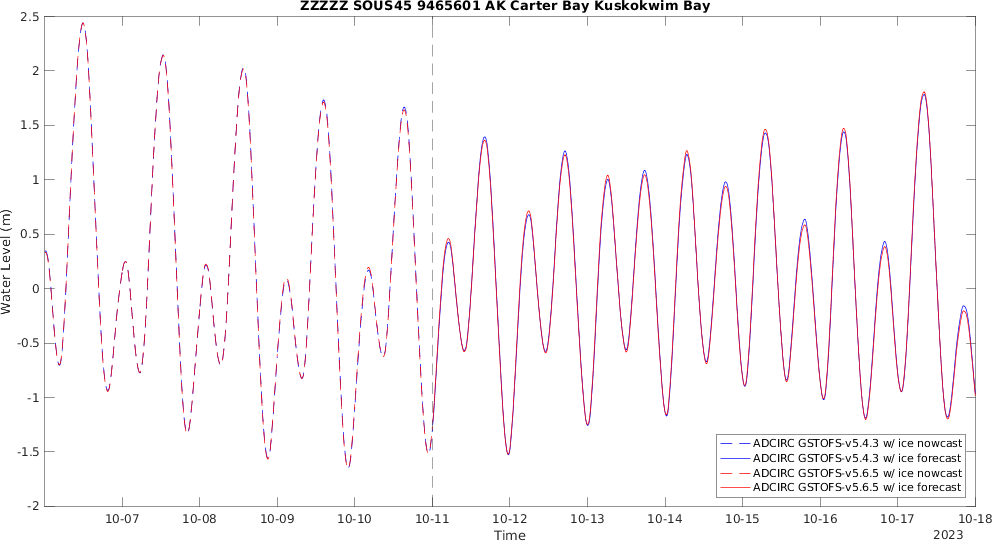 ZZZZZ SOUS45 9465601 AK Carter Bay Kuskokwim Bay
2.5
2
1.5
1
0.5
0
-0.5
-1
-1.5
-2
Water Level (m)
ADCIRC GSTOFS-v5.4.3 w/ ice nowcast
ADCIRC GSTOFS-v5.4.3 w/ ice forecast
ADCIRC GSTOFS-v5.6.5 w/ ice nowcast
ADCIRC GSTOFS-v5.6.5 w/ ice forecast
10-07 10-08 10-09 10-10 10-11 10-12 10-13 10-14 10-15 10-16 10-17 10-18
Time 2023